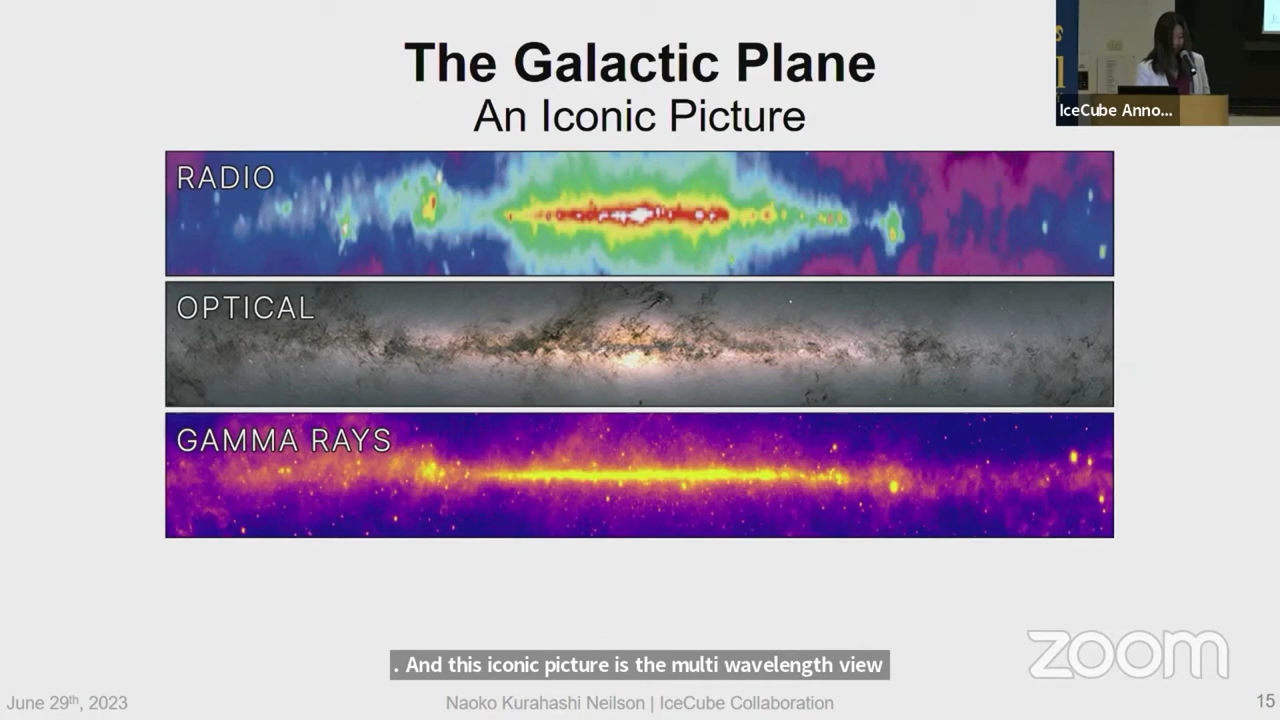 The Galactic Plane
An Iconic Picture
IceCube Anno...
RADIO
OPTICAL
GAMMA RAYS
zoom
. And this iconic picture is the multi wavelength view
June 29th, 2023
Naoko Kurahashi Neilson | IceCube Collaboration
15